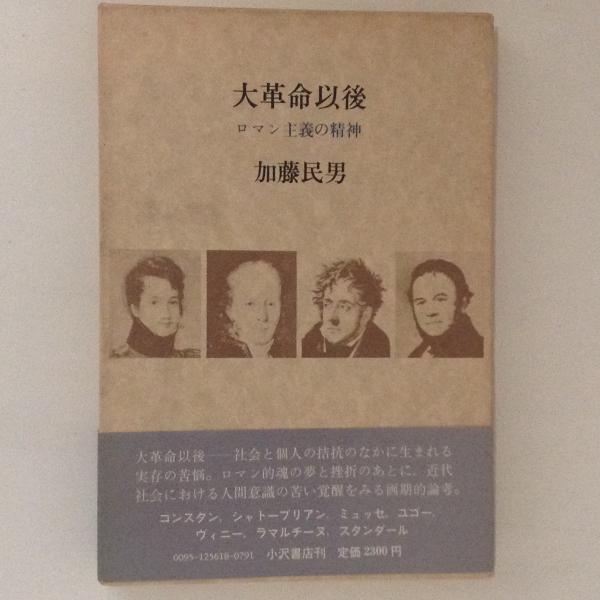 大革命以後
ロマン主義の精神
加藤民男
大革命以後——社会と個人の拮抗のなかに生まれる
実存の苦悩。ロマン的魂の夢と挫折のあとに、近代
社会における人間意識の苦い覚醒をみる画期的論考。
コンスタン, シャトーブリアン, ミュッセ, ユゴー,
ヴィニー, ラマルチーヌ, スタンダール
0095-125618-0791 小沢書店刊 定価2300円